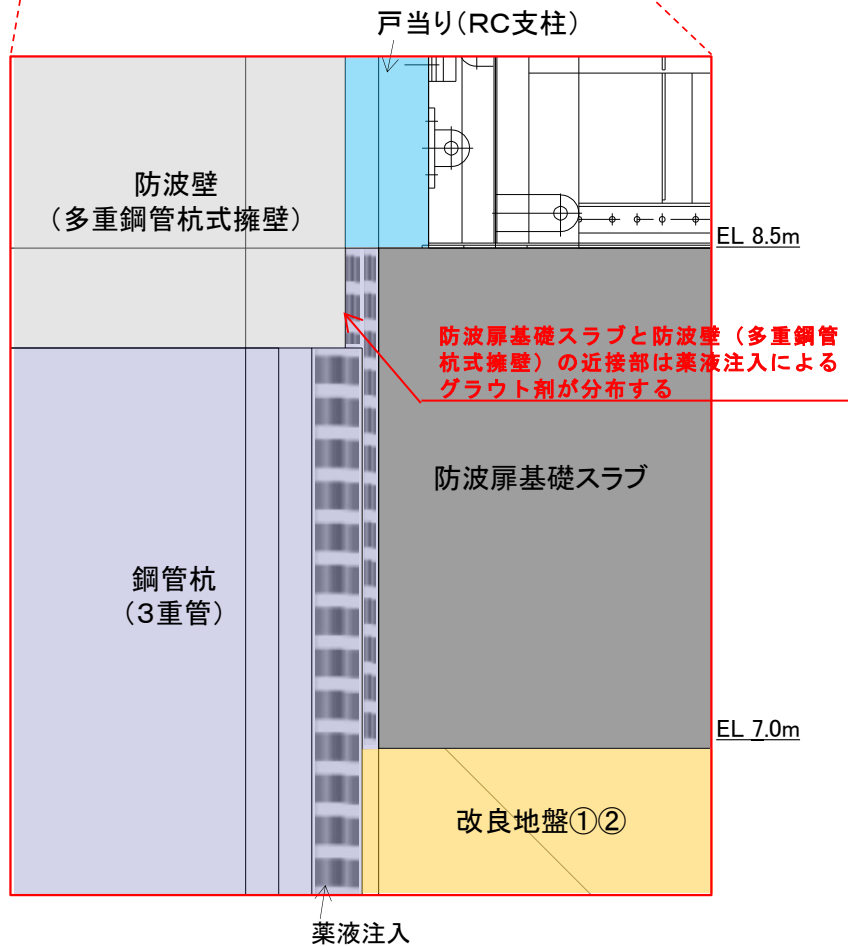 戸当り(RC支柱)
防波壁
(多重鋼管杭式擁壁)
EL 8.5m
防波扉基礎スラブと防波壁（多重鋼管
杭式擁壁）の近接部は薬液注入による
グラウト剤が分布する
防波扉基礎スラブ
鋼管杭
(3重管)
EL 7.0m
改良地盤①②
薬液注入